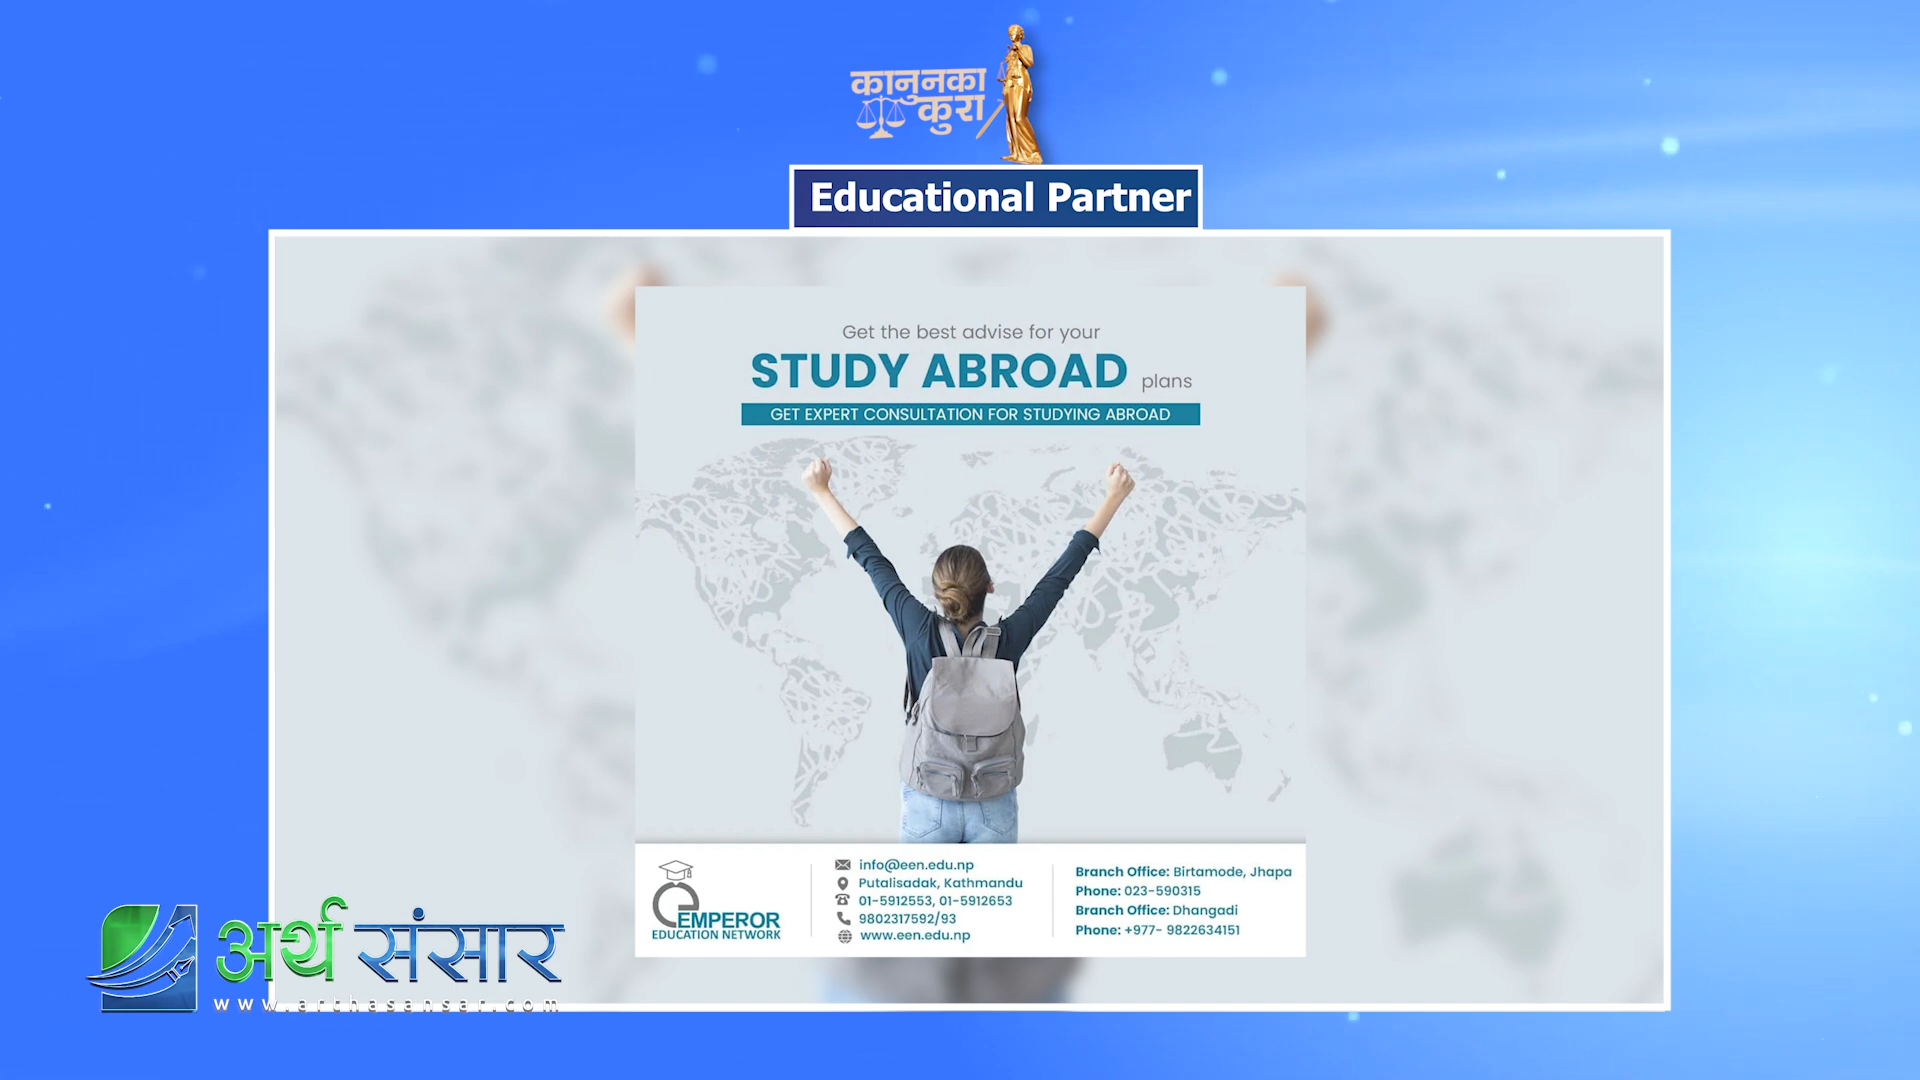 कानुनका
कुरा
Educational Partner
Get the best advise for your
STUDY ABROAD plans
GET EXPERT CONSULTATION FOR STUDYING ABROAD
EMPEROR
EDUCATION NETWORK
info@een.edu.np
Putalisadak, Kathmandu
01-5912553, 01-5912653
9802317592/93
www.een.edu.np
Branch Office: Birtamode, Jhapa
Phone: 023-590315
Branch Office: Dhangadi
Phone: +977- 9822634151
अर्थ संसार
www.arthasansar.com